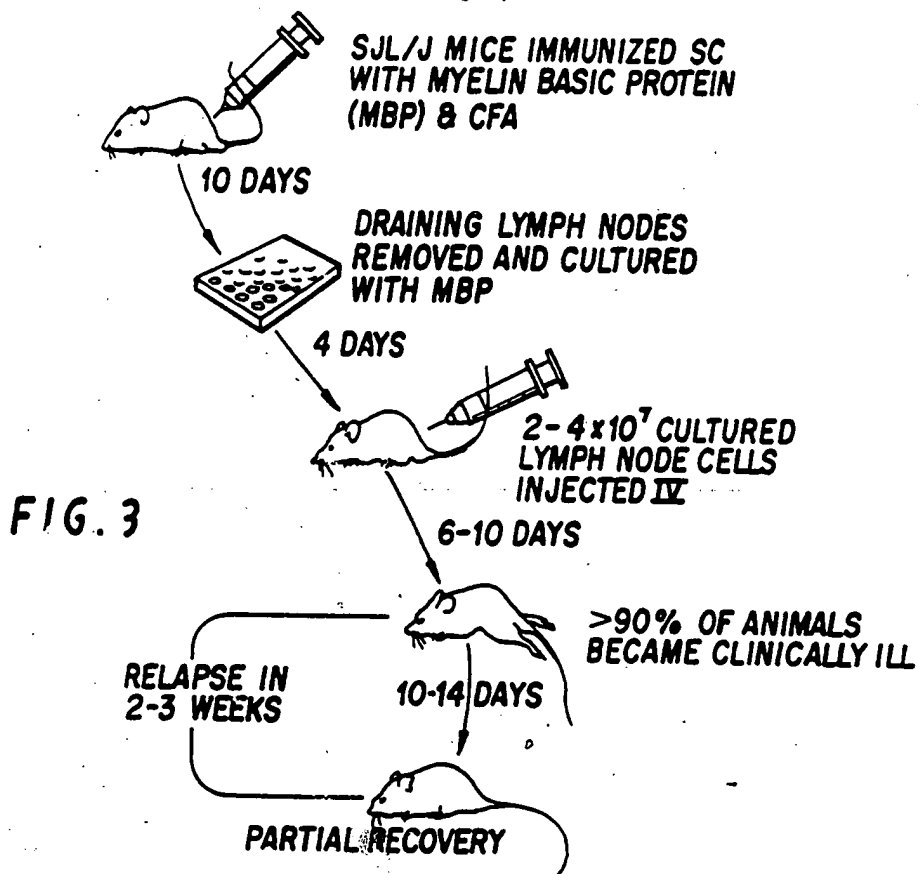 SJL/J MICE IMMUNIZED SC
WITH MYELIN BASIC PROTEIN
(MBP) & CFA
10 DAYS
DRAINING LYMPH NODES
REMOVED AND CULTURED
WITH MBP
4 DAYS
2-4x10⁷ CULTURED
LYMPH NODE CELLS
INJECTED IV
FIG. 3
6-10 DAYS
>90% OF ANIMALS
BECAME CLINICALLY ILL
RELAPSE IN
2-3 WEEKS
10-14 DAYS
PARTIAL RECOVERY